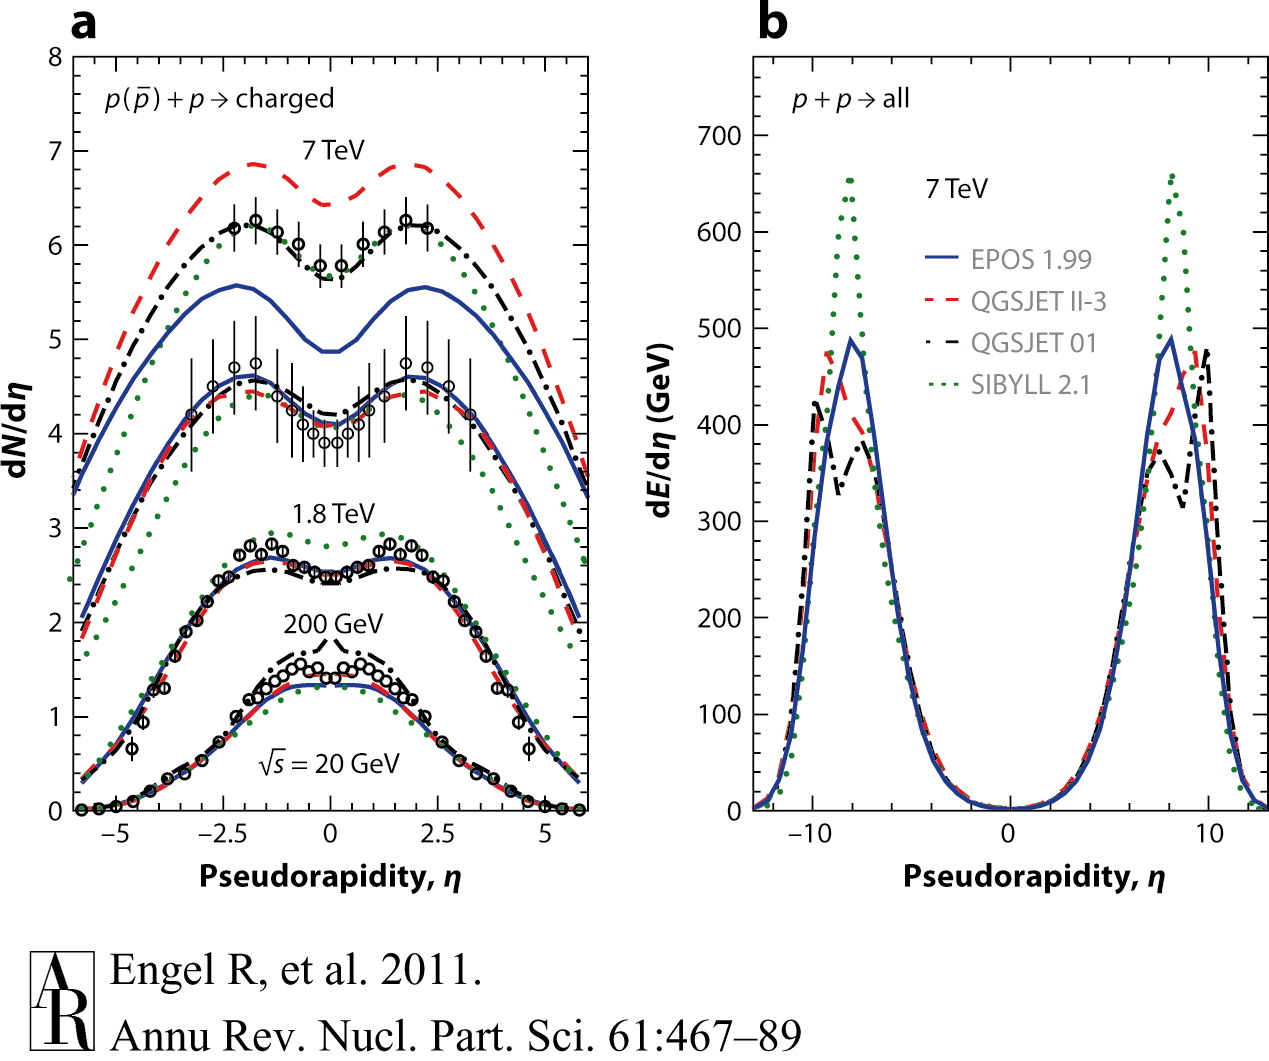 a
b
8
7
6
5
4
3
2
1
0
dN/dη
p(p̄) + p → charged
7 TeV
1.8 TeV
200 GeV
√s = 20 GeV
–5
–2.5
0
2.5
5
Pseudorapidity, η
700
600
500
400
300
200
100
0
dE/dη (GeV)
p + p → all
7 TeV
EPOS 1.99
QGSJET II-3
QGSJET 01
SIBYLL 2.1
–10
0
10
Pseudorapidity, η
AR
Engel R, et al. 2011.
Annu Rev. Nucl. Part. Sci. 61:467–89